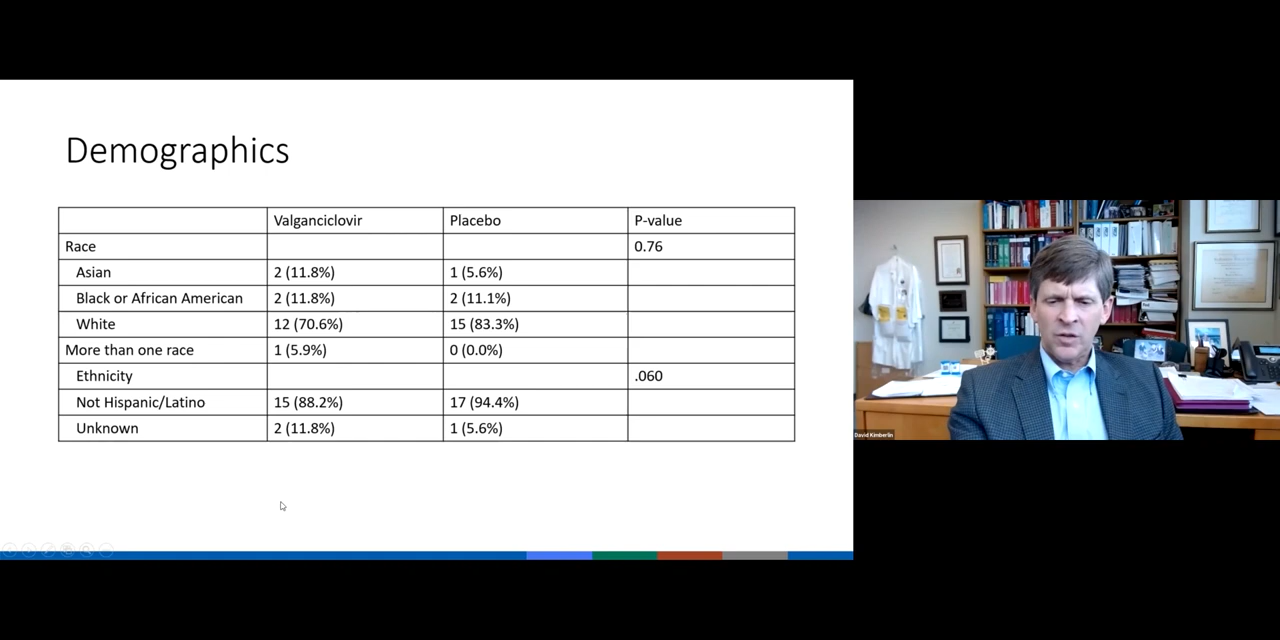 Demographics
Valganciclovir Placebo P-value
Race 0.76
Asian 2 (11.8%) 1 (5.6%)
Black or African American 2 (11.8%) 2 (11.1%)
White 12 (70.6%) 15 (83.3%)
More than one race 1 (5.9%) 0 (0.0%)
Ethnicity .060
Not Hispanic/Latino 15 (88.2%) 17 (94.4%)
Unknown 2 (11.8%) 1 (5.6%)
David Kimberlin